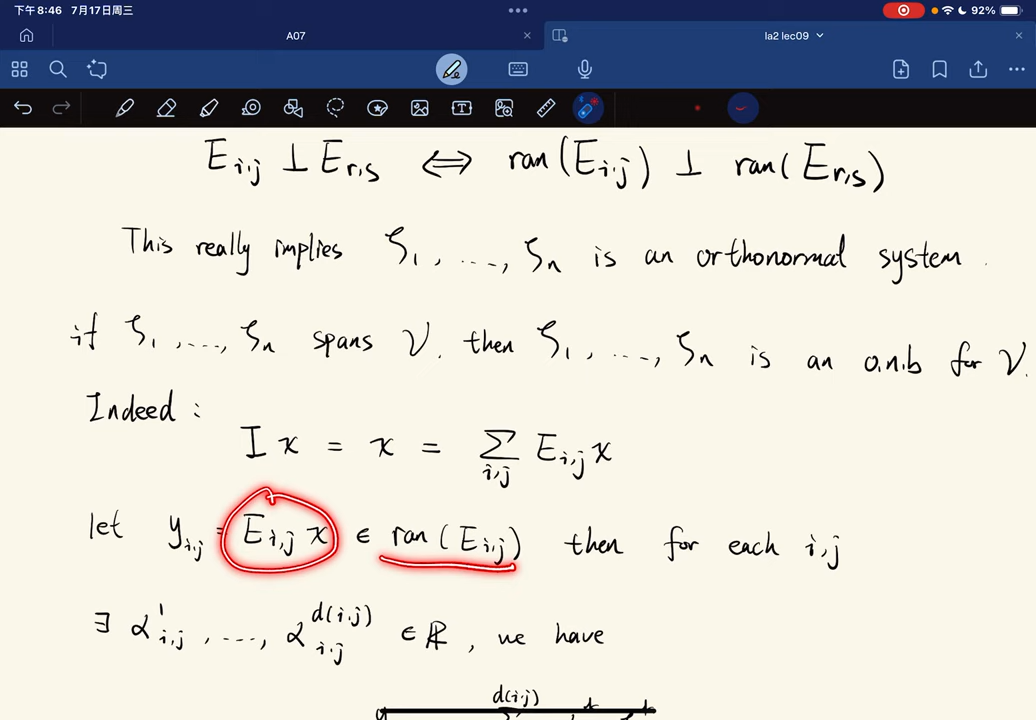 下午8:46 7月17日周三
92%
A07
la2 lec09
E_{i,j} ⊥ E_{r,s} ⟺ ran(E_{i,j}) ⊥ ran(E_{r,s})
This really implies ζ_1, ..., ζ_n is an orthonormal system.
if ζ_1, ..., ζ_n spans V. then ζ_1, ..., ζ_n is an o.n.b for V.
Indeed:
I x = x = ∑_{i,j} E_{i,j} x
let y_{i,j} = E_{i,j} x ∈ ran(E_{i,j}) then for each i,j
∃ α^1_{i,j}, ..., α^{d(i,j)}_{i,j} ∈ ℝ, we have
d(i,j)